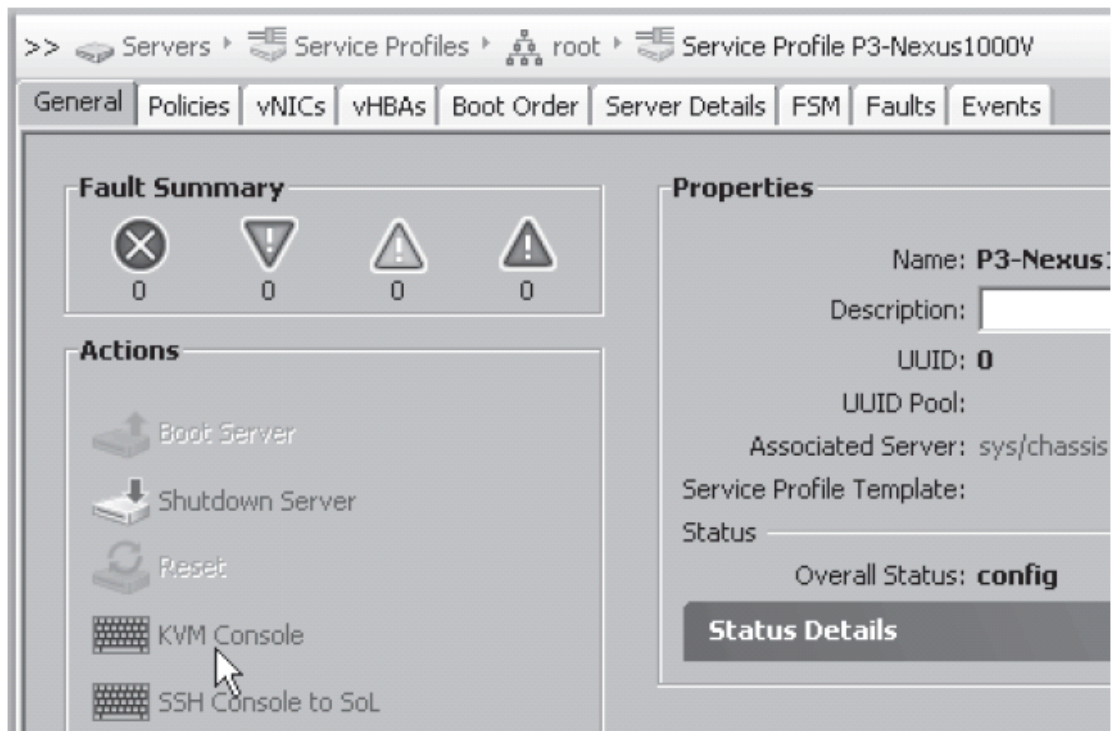 >> Servers Service Profiles root Service Profile P3-Nexus1000V
General Policies vNICs vHBAs Boot Order Server Details FSM Faults Events
Fault Summary
0 0 0 0
Actions
Boot Server
Shutdown Server
Reset
KVM Console
SSH Console to SoL
Properties
Name: P3-Nexus1
Description:
UUID: 0
UUID Pool:
Associated Server: sys/chassis
Service Profile Template:
Status
Overall Status: config
Status Details